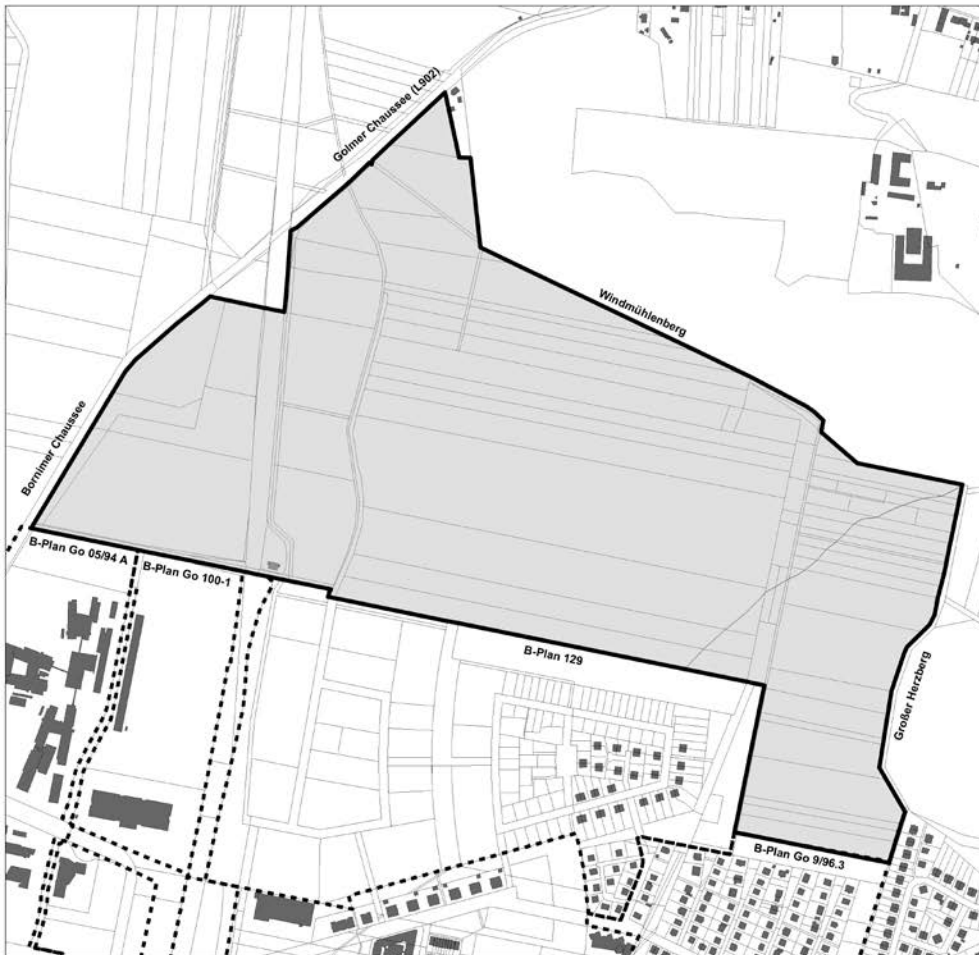 Golmer Chaussee (L902)
Windmühlenberg
Bornimer Chaussee
B-Plan Go 05/94 A
B-Plan Go 100-1
B-Plan 129
Großer Herzberg
B-Plan Go 9/96.3